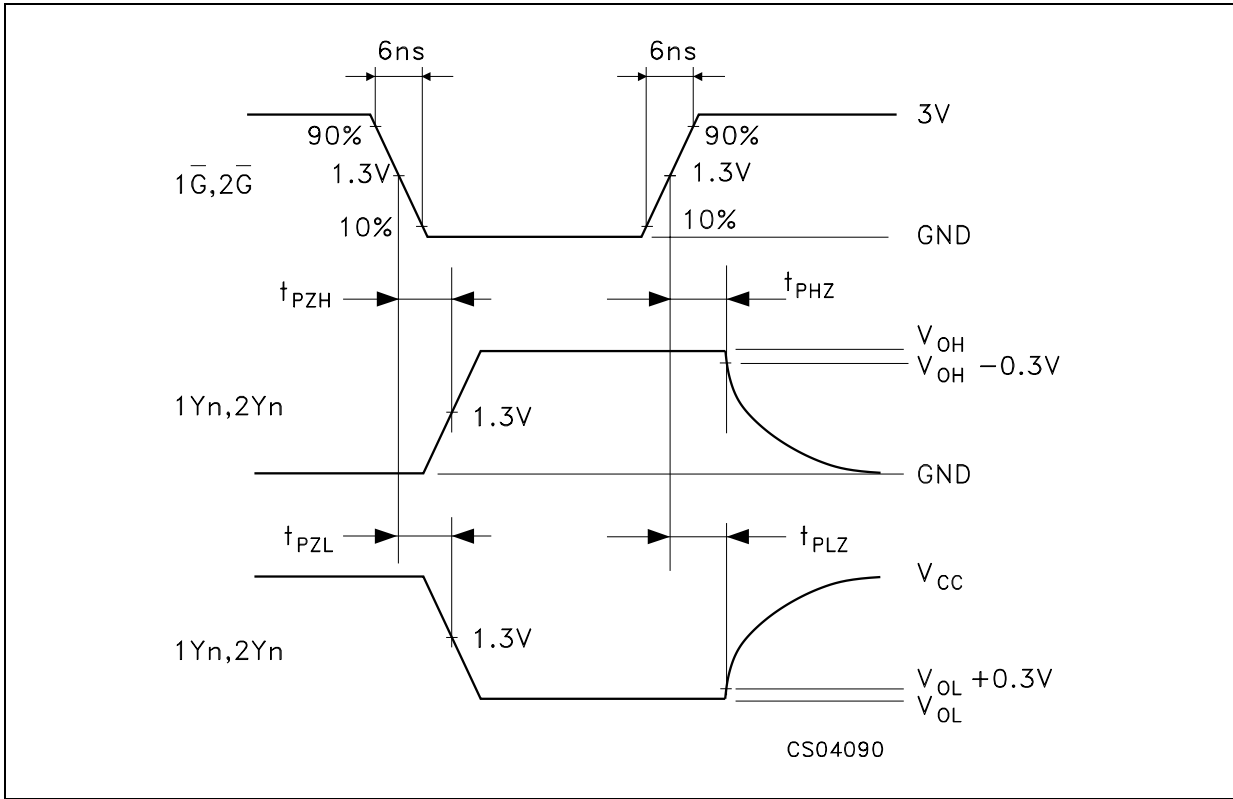 6ns 6ns
3V
90% 90%
1G̅,2G̅ 1.3V 1.3V
10% 10%
GND
tPZH tPHZ
VOH
VOH −0.3V
1Yn,2Yn 1.3V
GND
tPZL tPLZ
VCC
1Yn,2Yn 1.3V
VOL +0.3V
VOL
CS04090